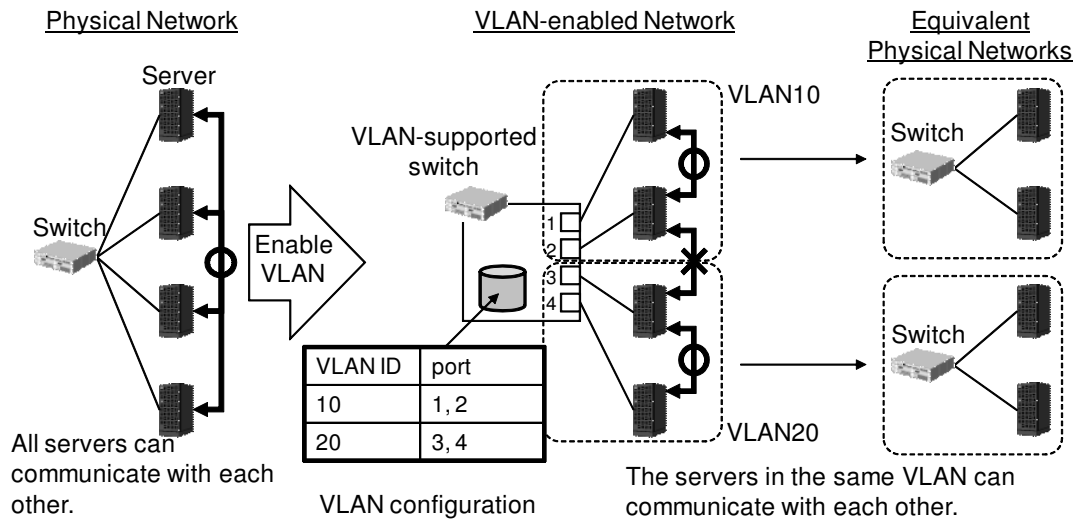 Physical Network
Server
Switch
All servers can
communicate with each
other.
Enable
VLAN
VLAN-enabled Network
VLAN-supported
switch
1
2
3
4
VLAN10
VLAN20
VLAN ID port
10 1, 2
20 3, 4
VLAN configuration
The servers in the same VLAN can
communicate with each other.
Equivalent
Physical Networks
Switch
Switch